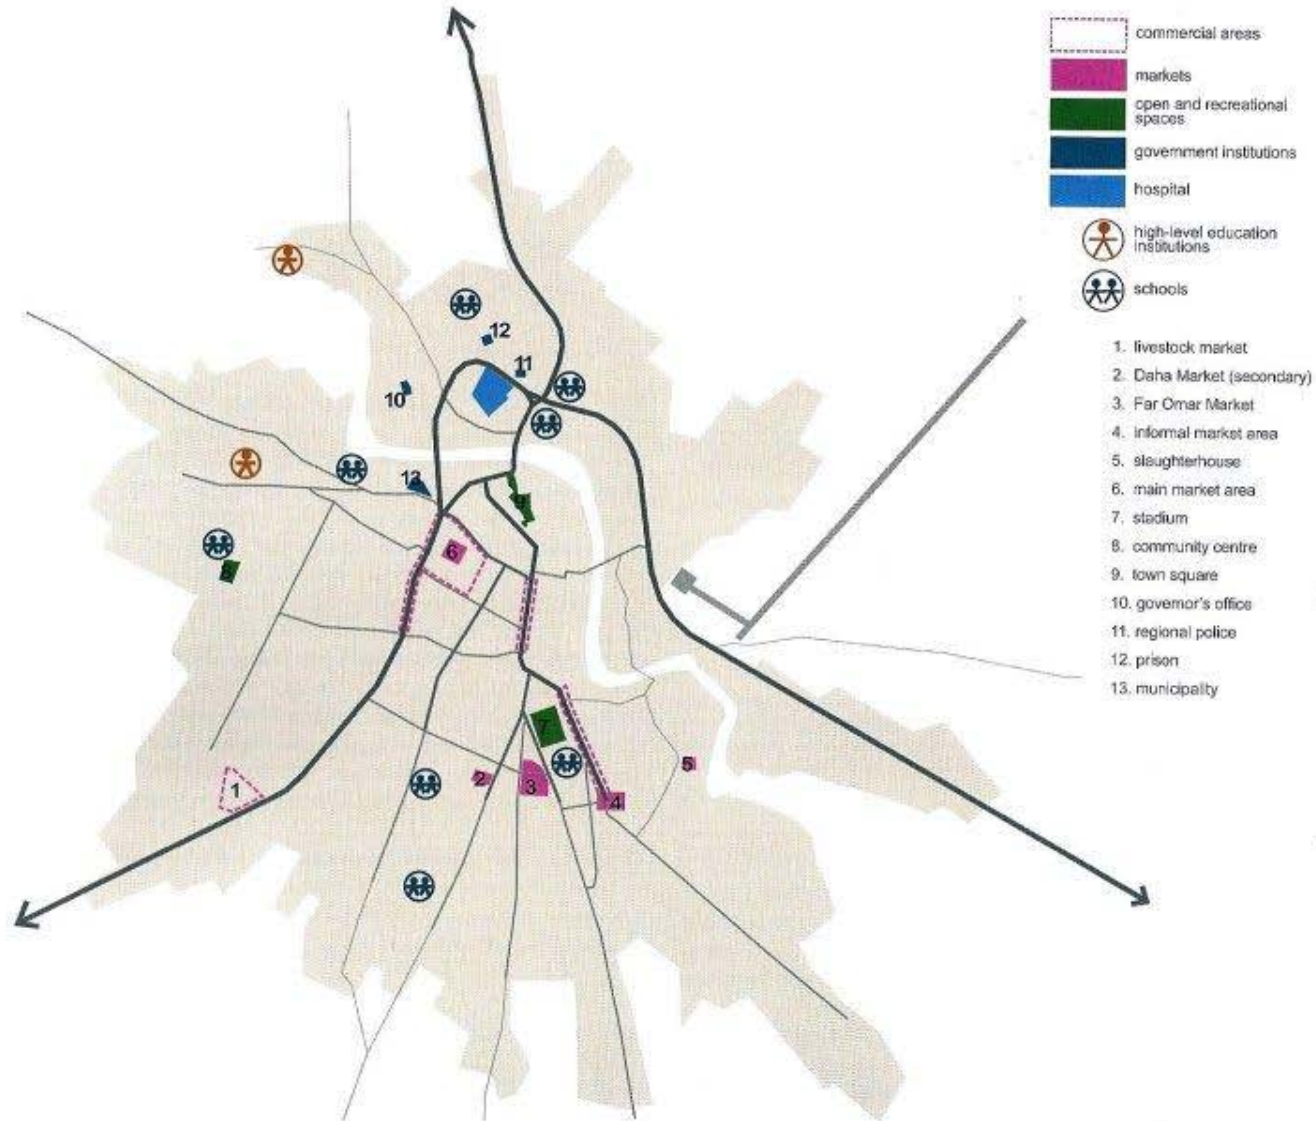 commercial areas
markets
open and recreational
spaces
government institutions
hospital
high-level education
institutions
schools
1. livestock market
2. Daha Market (secondary)
3. Far Omar Market
4. informal market area
5. slaughterhouse
6. main market area
7. stadium
8. community centre
9. town square
10. governor's office
11. regional police
12. prison
13. municipality
12
11
10
13
9
6
8
7
5
1
2
3
4